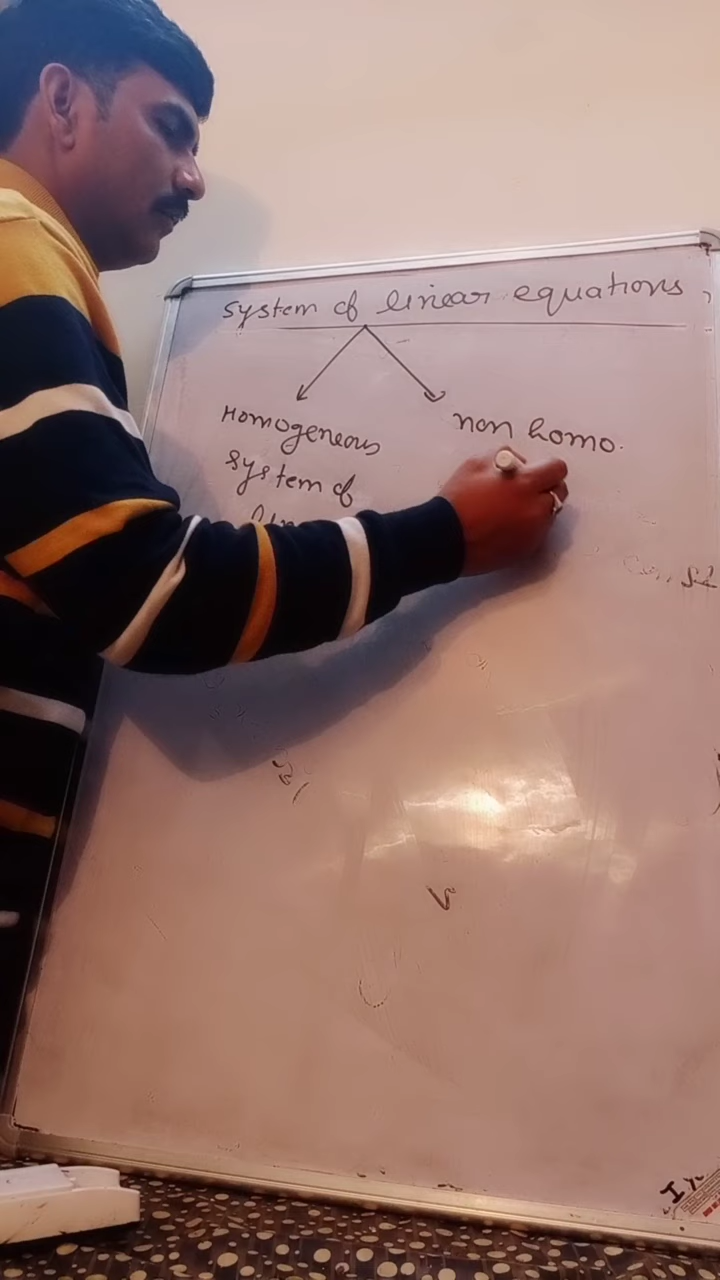 system of linear equations
Homogeneous
system of
non homo.